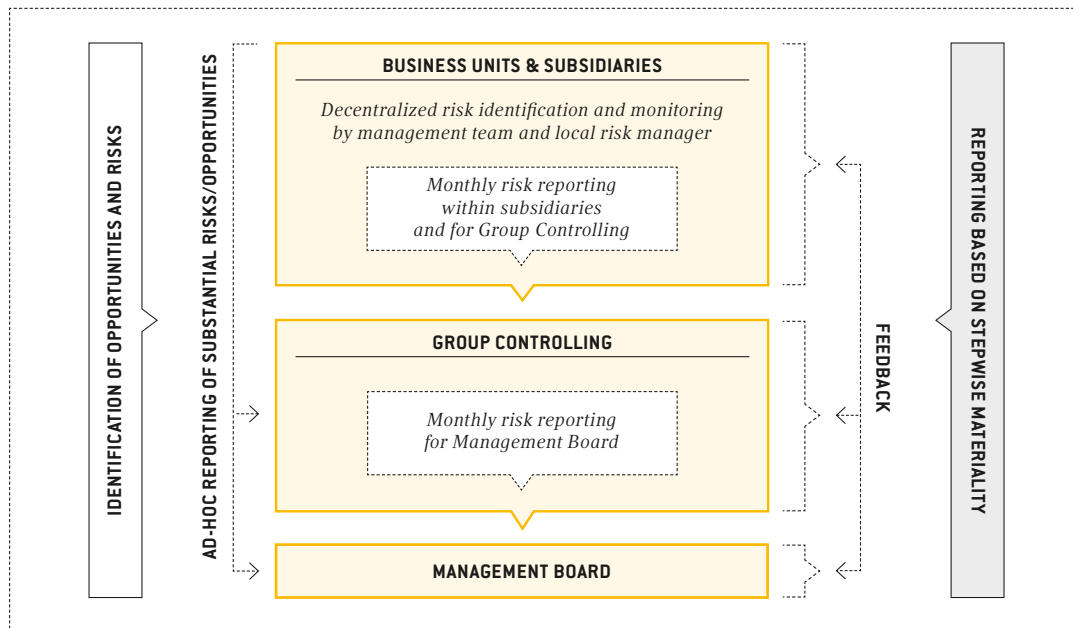 IDENTIFICATION OF OPPORTUNITIES AND RISKS
AD-HOC REPORTING OF SUBSTANTIAL RISKS/OPPORTUNITIES
BUSINESS UNITS & SUBSIDIARIES
Decentralized risk identification and monitoring
by management team and local risk manager
Monthly risk reporting
within subsidiaries
and for Group Controlling
GROUP CONTROLLING
Monthly risk reporting
for Management Board
MANAGEMENT BOARD
FEEDBACK
REPORTING BASED ON STEPWISE MATERIALITY